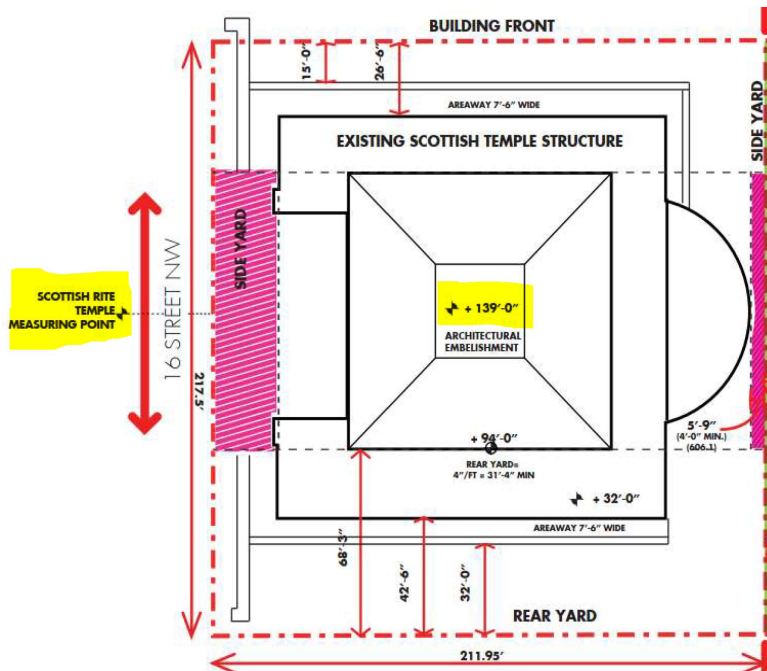 BUILDING FRONT
15'-0"
26'-6"
AREAWAY 7'-6" WIDE
EXISTING SCOTTISH TEMPLE STRUCTURE
SIDE YARD
SIDE YARD
SCOTTISH RITE
TEMPLE
MEASURING POINT
16 STREET NW
217.5'
+ 139'-0"
ARCHITECTURAL
EMBELISHMENT
+ 94'-0"
REAR YARD=
4"/FT = 31'-4" MIN
5'-9"
(4'-0" MIN.)
(606.1)
+ 32'-0"
AREAWAY 7'-6" WIDE
68'-3"
42'-6"
32'-0"
REAR YARD
211.95'